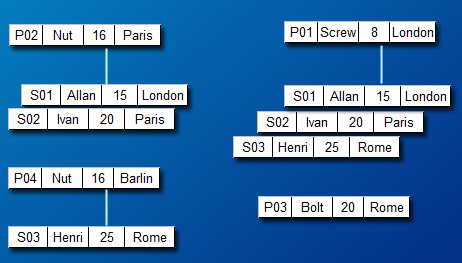 P02 Nut 16 Paris
S01 Allan 15 London
S02 Ivan 20 Paris
P04 Nut 16 Barlin
S03 Henri 25 Rome
P01 Screw 8 London
S01 Allan 15 London
S02 Ivan 20 Paris
S03 Henri 25 Rome
P03 Bolt 20 Rome